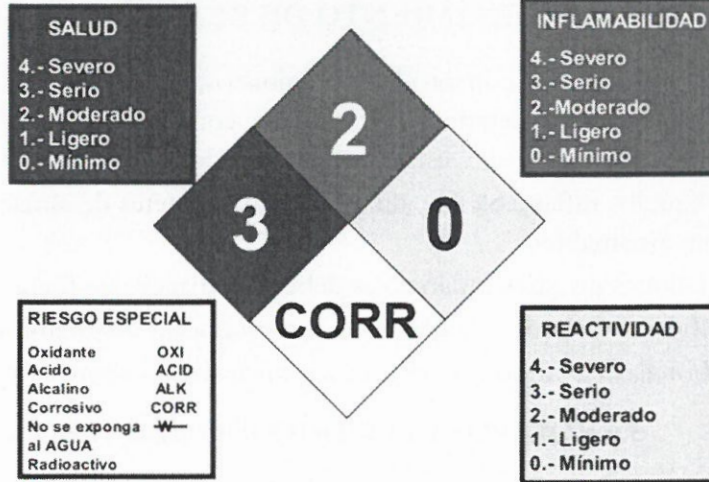 SALUD
4.- Severo
3.- Serio
2.- Moderado
1.- Ligero
0.- Mínimo
INFLAMABILIDAD
4.- Severo
3.- Serio
2.-Moderado
1.- Ligero
0.- Mínimo
2
3
0
CORR
RIESGO ESPECIAL
Oxidante OXI
Acido ACID
Alcalino ALK
Corrosivo CORR
No se exponga W
al AGUA
Radioactivo
REACTIVIDAD
4.- Severo
3.- Serio
2.- Moderado
1.- Ligero
0.- Mínimo